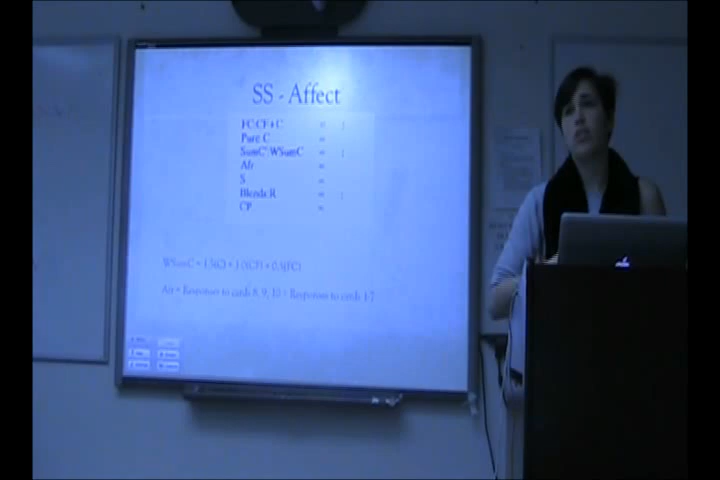 SS - Affect
FC:CF+C = :
Pure C =
SumC':WSumC = :
Afr =
S =
Blends:R = :
CP =
WSumC = 1.5(C) + 1.0(CF) + 0.5(FC)
Afr = Responses to cards 8, 9, 10 ÷ Responses to cards 1-7